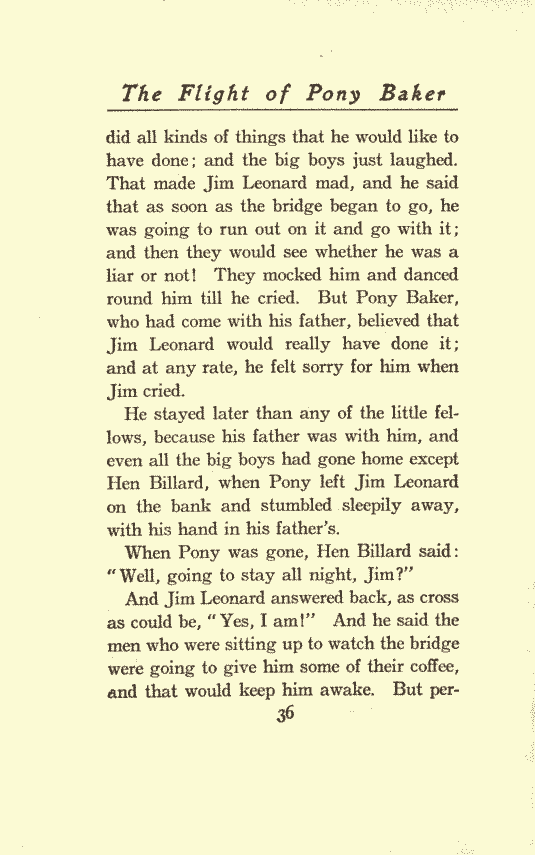 The Flight of Pony Baker
did all kinds of things that he would like to
have done; and the big boys just laughed.
That made Jim Leonard mad, and he said
that as soon as the bridge began to go, he
was going to run out on it and go with it;
and then they would see whether he was a
liar or not! They mocked him and danced
round him till he cried. But Pony Baker,
who had come with his father, believed that
Jim Leonard would really have done it;
and at any rate, he felt sorry for him when
Jim cried.
He stayed later than any of the little fel-
lows, because his father was with him, and
even all the big boys had gone home except
Hen Billard, when Pony left Jim Leonard
on the bank and stumbled sleepily away,
with his hand in his father's.
When Pony was gone, Hen Billard said:
"Well, going to stay all night, Jim?"
And Jim Leonard answered back, as cross
as could be, "Yes, I am!" And he said the
men who were sitting up to watch the bridge
were going to give him some of their coffee,
and that would keep him awake. But per-
36